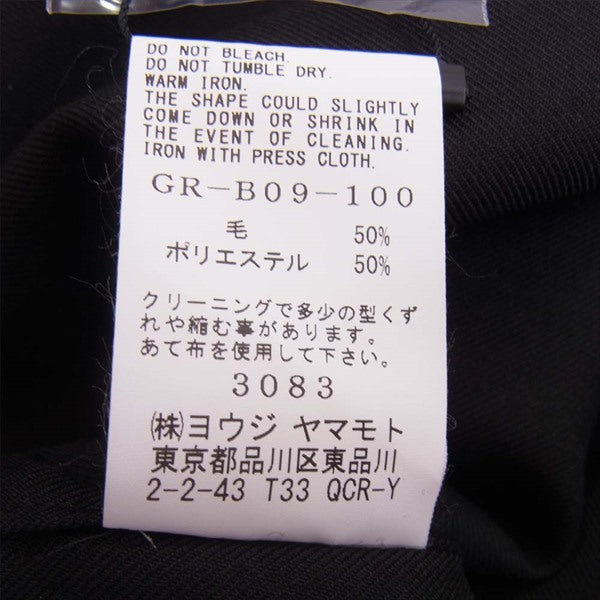 DO NOT BLEACH.
DO NOT TUMBLE DRY.
WARM IRON.
THE SHAPE COULD SLIGHTLY
COME DOWN OR SHRINK IN
THE EVENT OF CLEANING.
IRON WITH PRESS CLOTH.
GR-B09-100
毛 50%
ポリエステル 50%
クリーニングで多少の型くず
れや縮む事があります。
あて布を使用して下さい。
3083
㈱ヨウジ ヤマモト
東京都品川区東品川
2-2-43 T33 QCR-Y